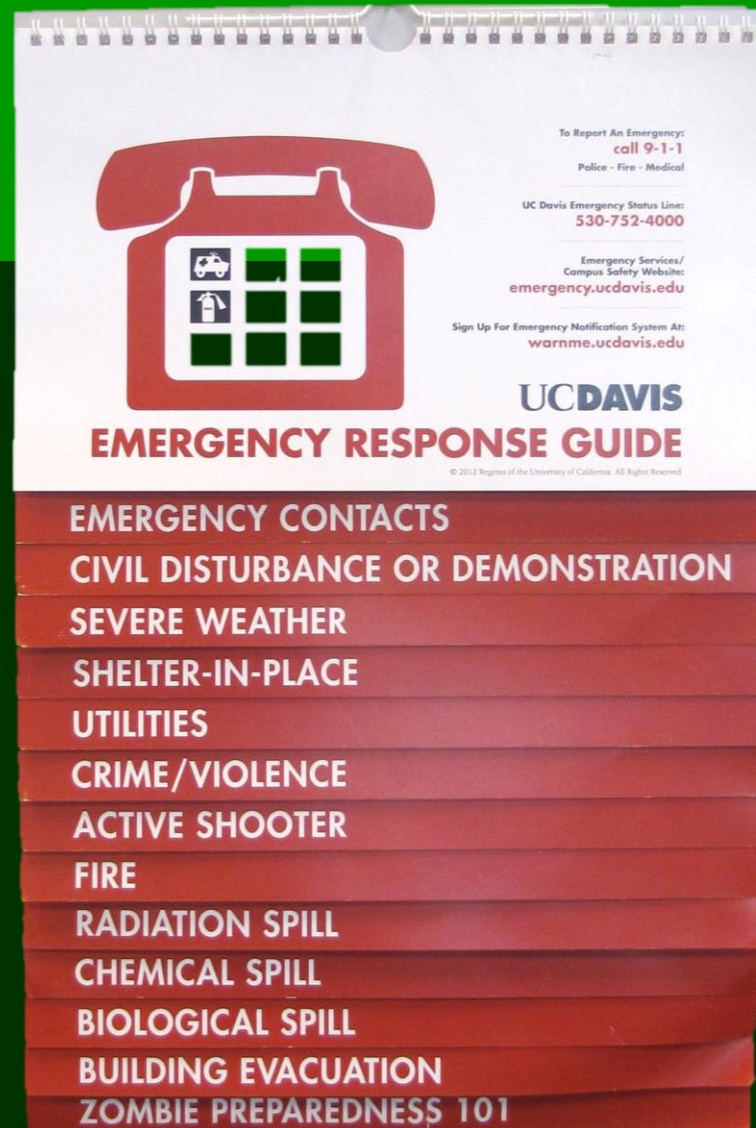 To Report An Emergency:
call 9-1-1
Police - Fire - Medical
UC Davis Emergency Status Line:
530-752-4000
Emergency Services/
Campus Safety Website:
emergency.ucdavis.edu
Sign Up For Emergency Notification System At:
warnme.ucdavis.edu
UCDAVIS
EMERGENCY RESPONSE GUIDE
© 2012 Regents of the University of California. All Rights Reserved
EMERGENCY CONTACTS
CIVIL DISTURBANCE OR DEMONSTRATION
SEVERE WEATHER
SHELTER-IN-PLACE
UTILITIES
CRIME/VIOLENCE
ACTIVE SHOOTER
FIRE
RADIATION SPILL
CHEMICAL SPILL
BIOLOGICAL SPILL
BUILDING EVACUATION
ZOMBIE PREPAREDNESS 101